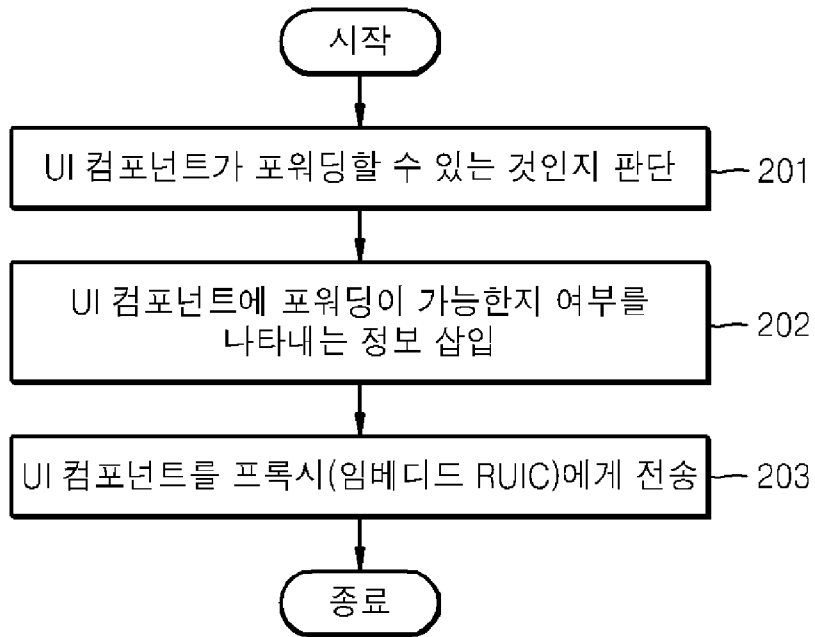 시작
UI 컴포넌트가 포워딩할 수 있는 것인지 판단
201
UI 컴포넌트에 포워딩이 가능한지 여부를
나타내는 정보 삽입
202
UI 컴포넌트를 프록시(임베디드 RUIC)에게 전송
203
종료